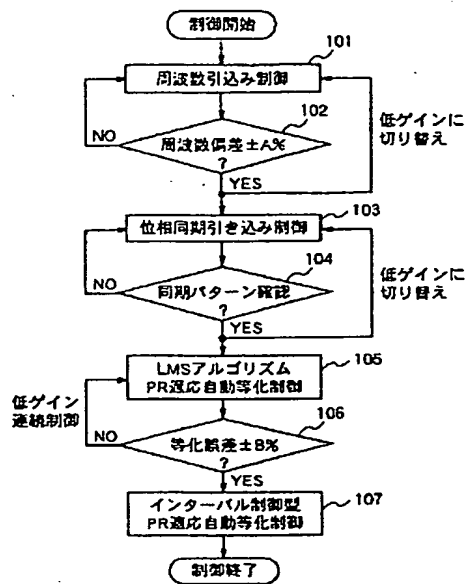 制御開始
101
周波数引込み制御
102
NO
周波数偏差±A%
?
低ゲインに
切り替え
YES
103
位相同期引き込み制御
104
NO
同期パターン確認
?
低ゲインに
切り替え
YES
105
LMSアルゴリズム
PR適応自動等化制御
低ゲイン
連続制御
106
NO
等化誤差±B%
?
YES
107
インターバル制御型
PR適応自動等化制御
制御終了